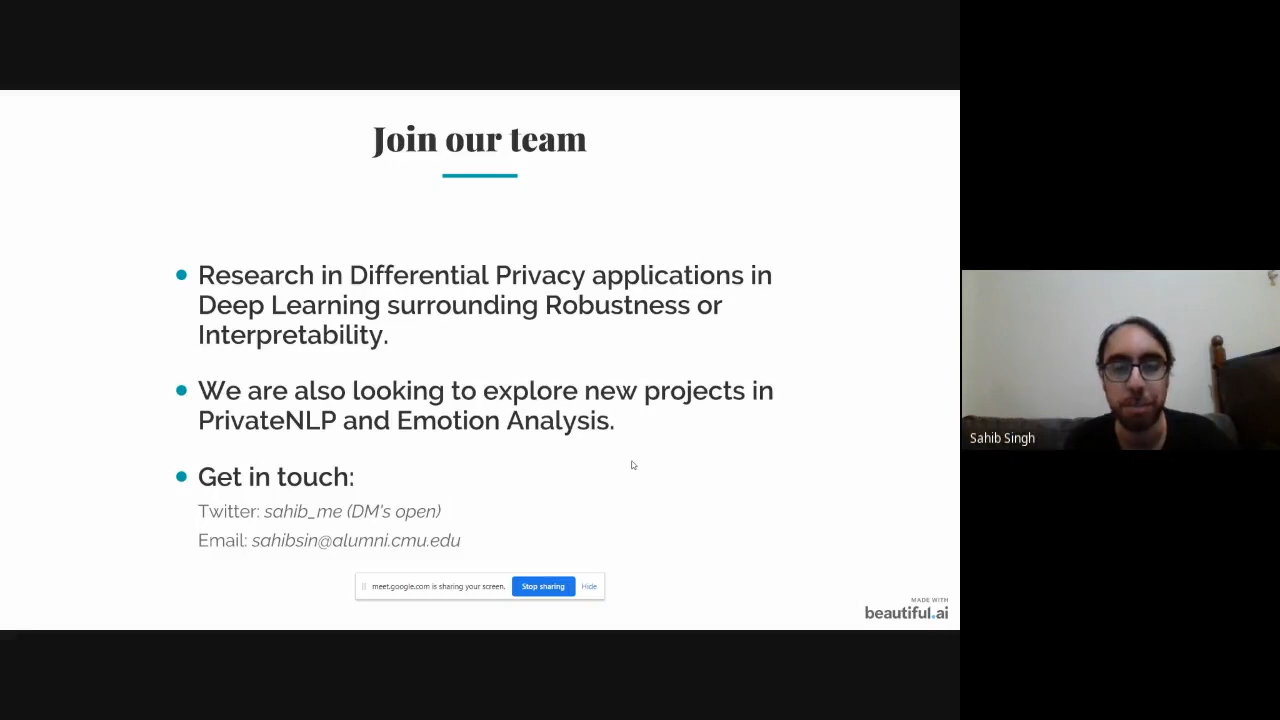 Join our team
Research in Differential Privacy applications in
Deep Learning surrounding Robustness or
Interpretability.
We are also looking to explore new projects in
PrivateNLP and Emotion Analysis.
Get in touch:
Twitter: sahib_me (DM's open)
Email: sahibsin@alumni.cmu.edu
meet.google.com is sharing your screen. Stop sharing Hide
MADE WITH
beautiful.ai
Sahib Singh